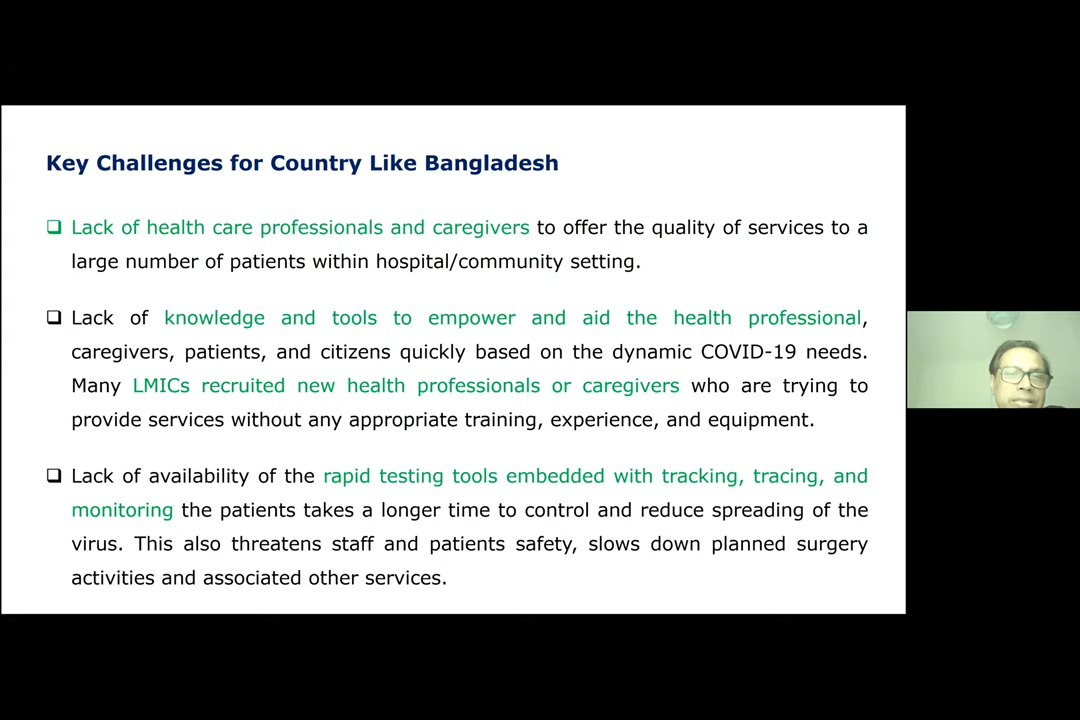 Key Challenges for Country Like Bangladesh
Lack of health care professionals and caregivers to offer the quality of services to a
large number of patients within hospital/community setting.
Lack of knowledge and tools to empower and aid the health professional,
caregivers, patients, and citizens quickly based on the dynamic COVID-19 needs.
Many LMICs recruited new health professionals or caregivers who are trying to
provide services without any appropriate training, experience, and equipment.
Lack of availability of the rapid testing tools embedded with tracking, tracing, and
monitoring the patients takes a longer time to control and reduce spreading of the
virus. This also threatens staff and patients safety, slows down planned surgery
activities and associated other services.